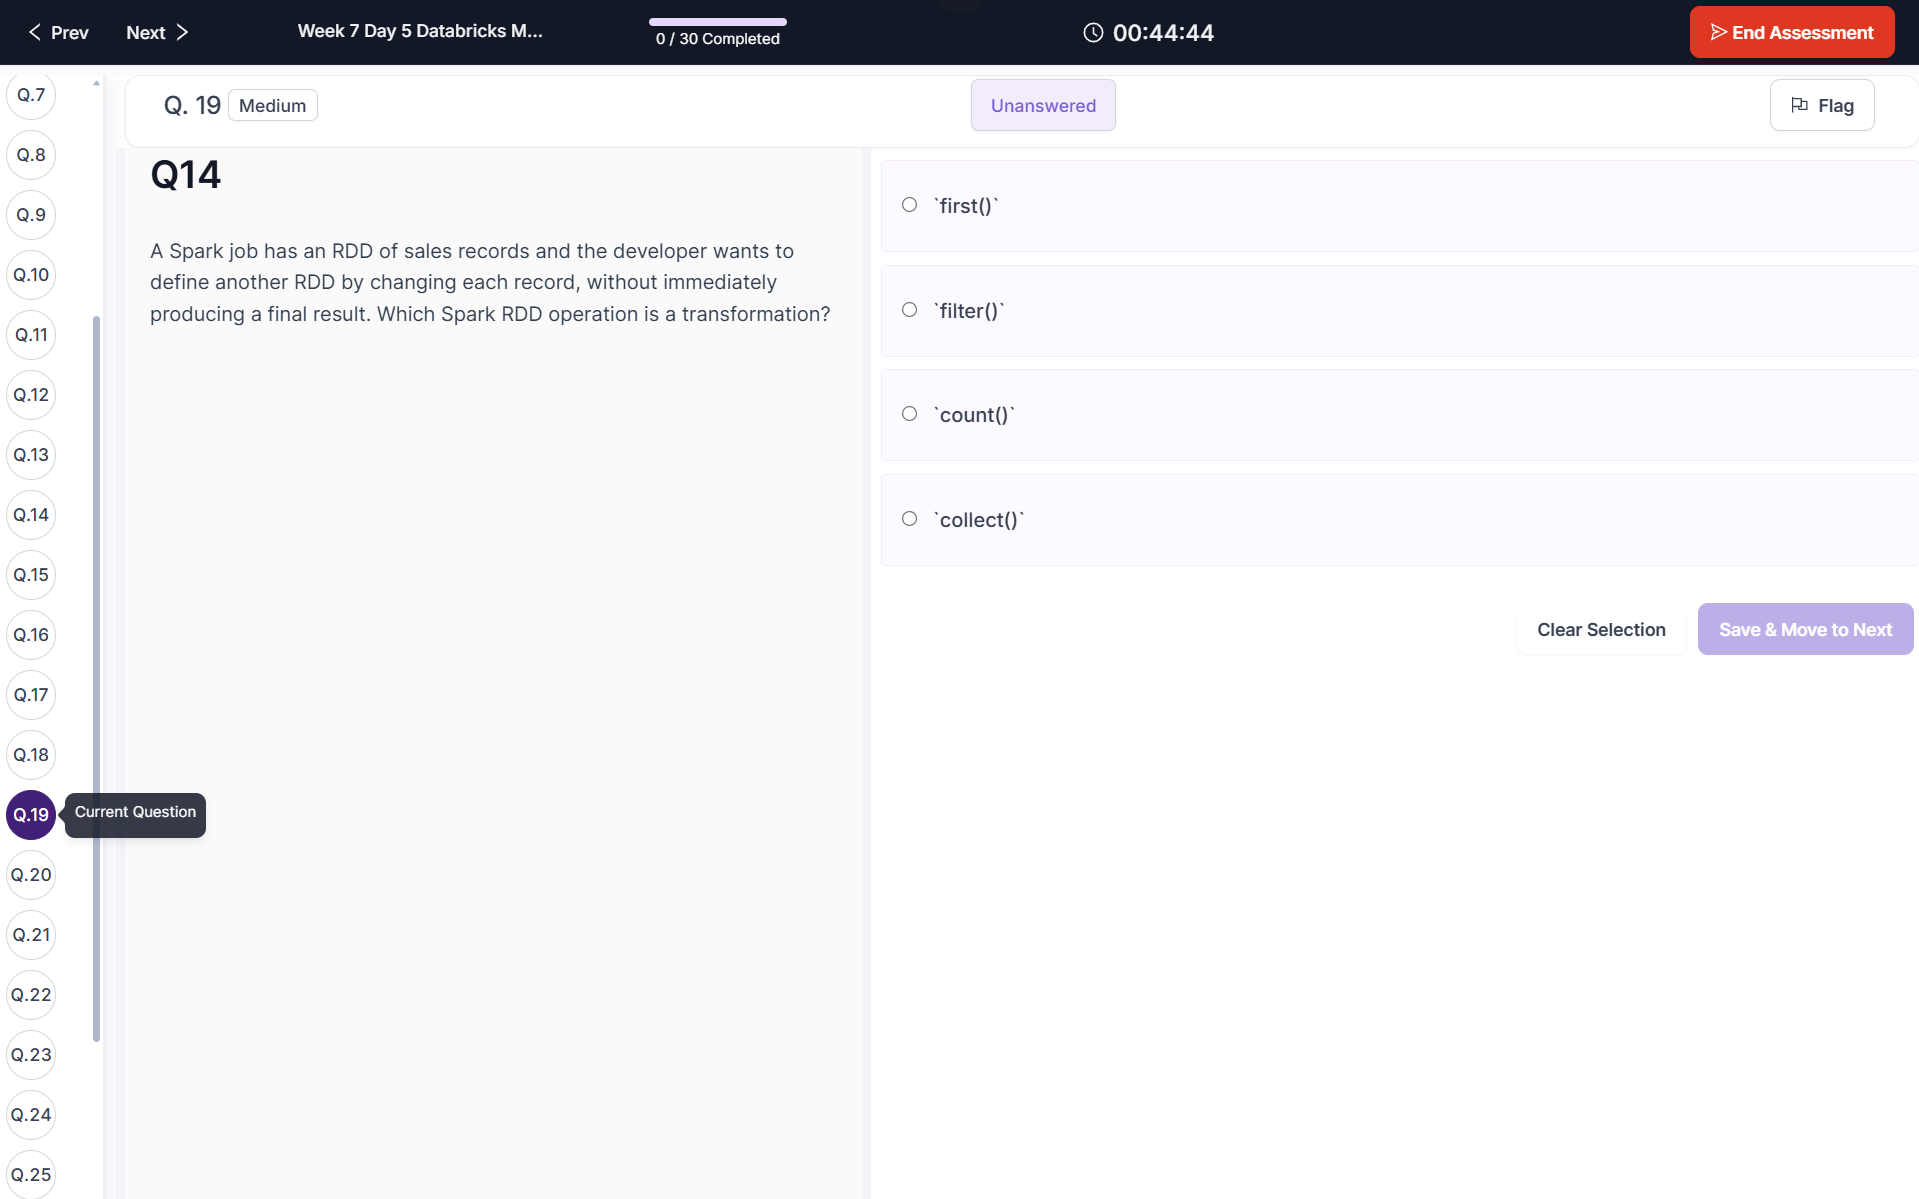 Prev
Next
Week 7 Day 5 Databricks M...
0 / 30 Completed
00:44:44
End Assessment
Q.7
Q.8
Q.9
Q.10
Q.11
Q.12
Q.13
Q.14
Q.15
Q.16
Q.17
Q.18
Q.19
Current Question
Q.20
Q.21
Q.22
Q.23
Q.24
Q.25
Q. 19
Medium
Unanswered
Flag
Q14
A Spark job has an RDD of sales records and the developer wants to
define another RDD by changing each record, without immediately
producing a final result. Which Spark RDD operation is a transformation?
`first()`
`filter()`
`count()`
`collect()`
Clear Selection
Save & Move to Next